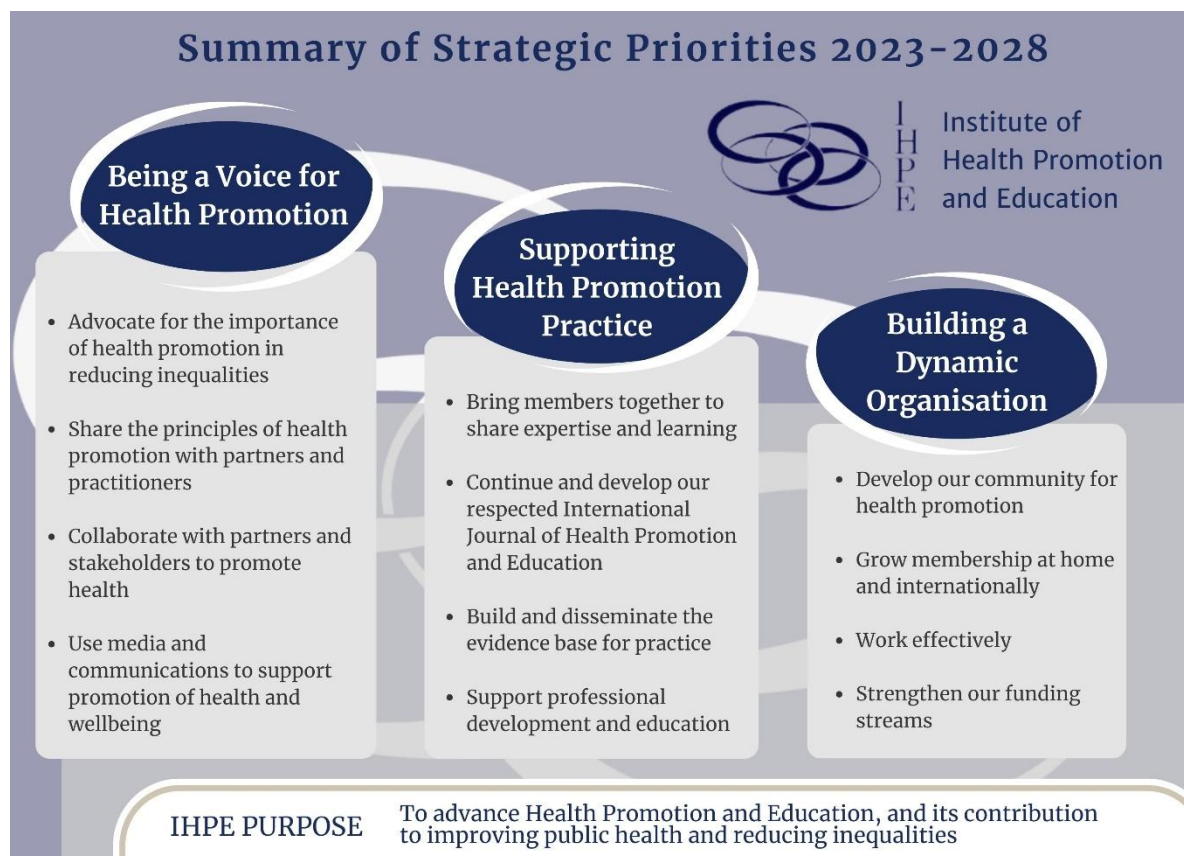 Summary of Strategic Priorities 2023-2028
IHPE
Institute of
Health Promotion
and Education
Being a Voice for
Health Promotion
• Advocate for the importance
of health promotion in
reducing inequalities
• Share the principles of health
promotion with partners and
practitioners
• Collaborate with partners and
stakeholders to promote
health
• Use media and
communications to support
promotion of health and
wellbeing
Supporting
Health Promotion
Practice
• Bring members together to
share expertise and learning
• Continue and develop our
respected International
Journal of Health Promotion
and Education
• Build and disseminate the
evidence base for practice
• Support professional
development and education
Building a
Dynamic
Organisation
• Develop our community for
health promotion
• Grow membership at home
and internationally
• Work effectively
• Strengthen our funding
streams
IHPE PURPOSE
To advance Health Promotion and Education, and its contribution
to improving public health and reducing inequalities